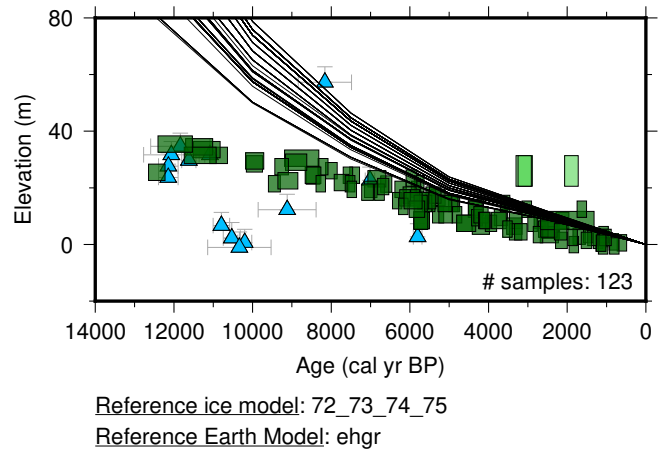 80
40
0
Elevation (m)
# samples: 123
14000 12000 10000 8000 6000 4000 2000 0
Age (cal yr BP)
Reference ice model: 72_73_74_75
Reference Earth Model: ehgr